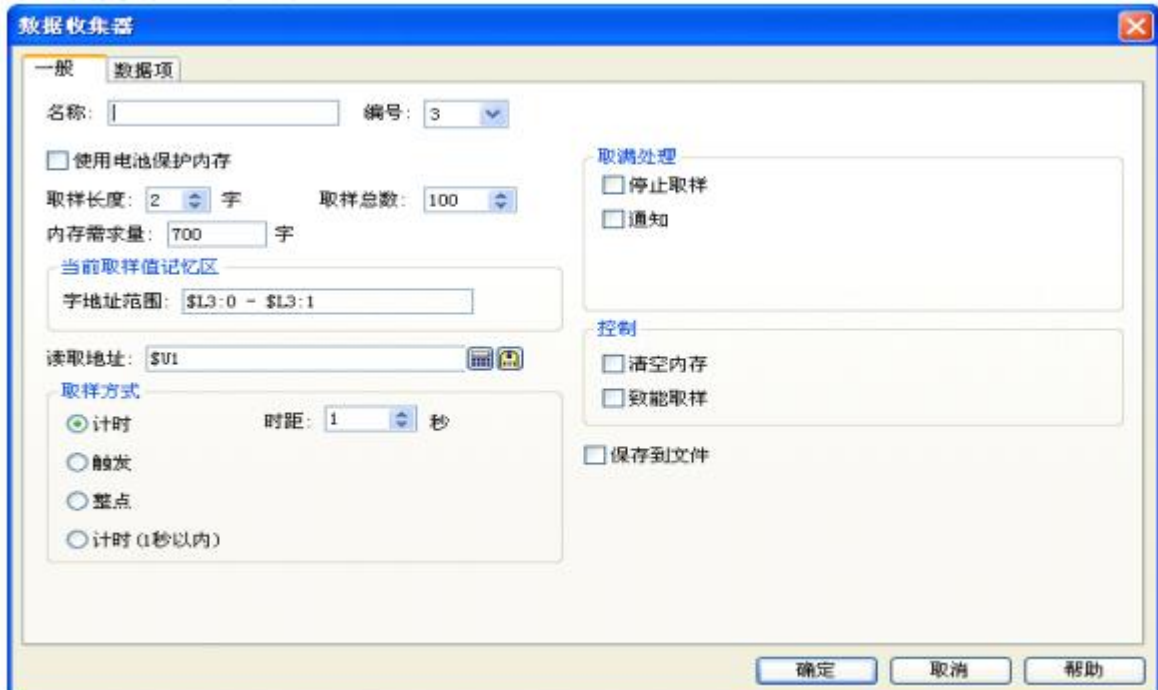 数据收集器
一般 数据项
名称: 编号: 3
使用电池保护内存
取样长度: 2 字 取样总数: 100
内存需求量: 700 字
当前取样值记忆区
字地址范围: $L3:0 - $L3:1
读取地址: $U1
取样方式
计时 时距: 1 秒
触发
整点
计时(1秒以内)
取满处理
停止取样
通知
控制
清空内存
致能取样
保存到文件
确定 取消 帮助